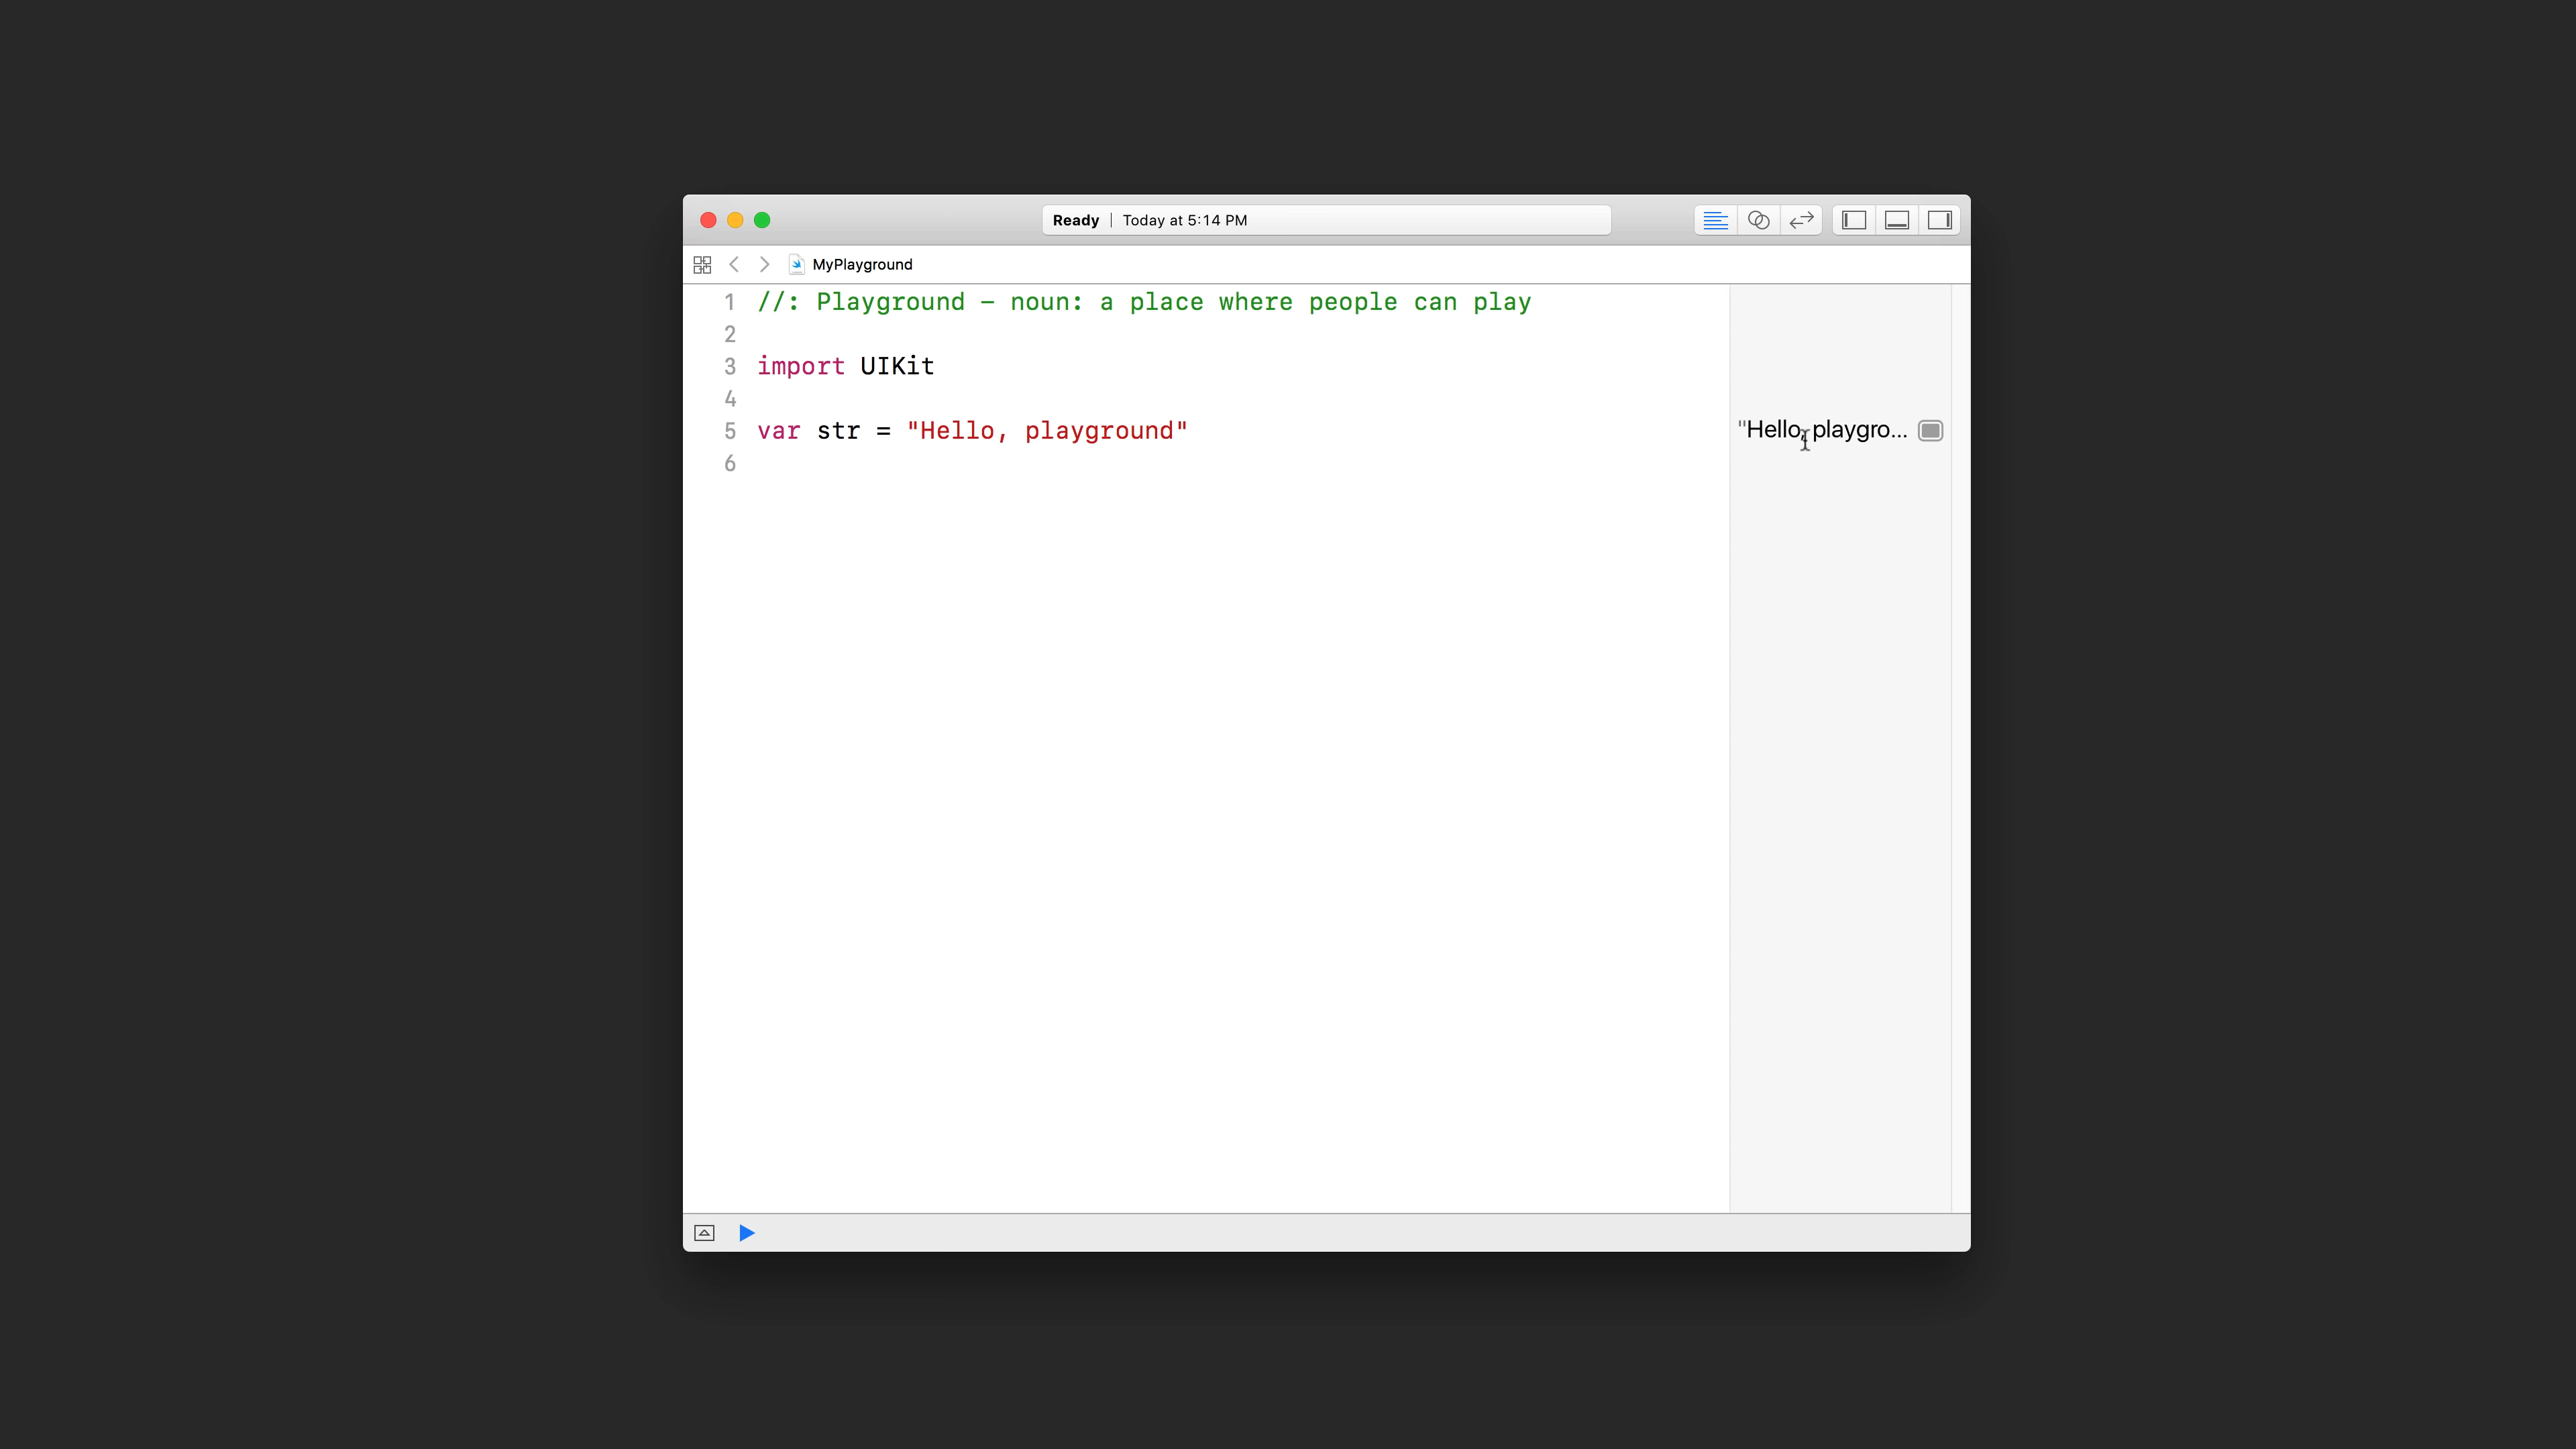 Ready | Today at 5:14 PM
MyPlayground
1 //: Playground – noun: a place where people can play
2
3 import UIKit
4
5 var str = "Hello, playground"
"Hello, playgro...
6